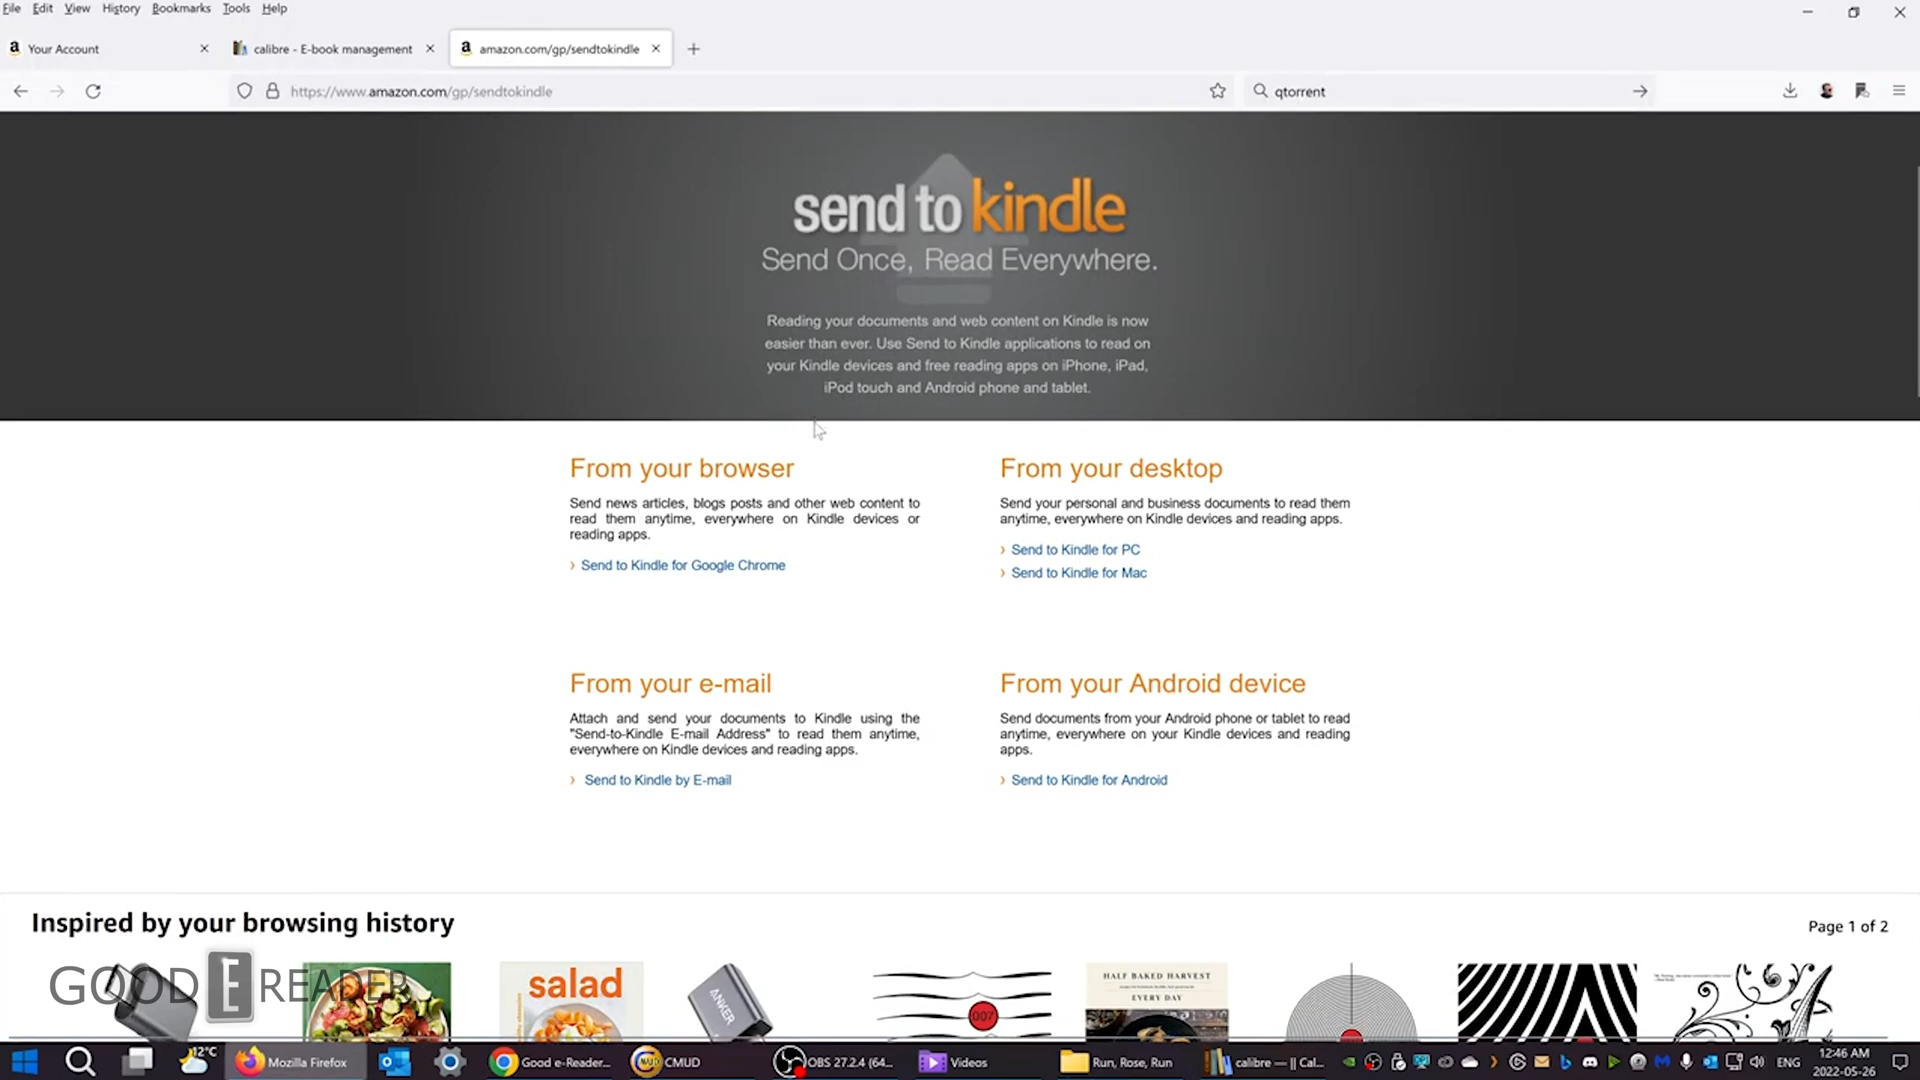 File Edit View History Bookmarks Tools Help
Your Account
calibre - E-book management
amazon.com/gp/sendtokindle
https://www.amazon.com/gp/sendtokindle
qtorrent
send to kindle
Send Once, Read Everywhere.
Reading your documents and web content on Kindle is now
easier than ever. Use Send to Kindle applications to read on
your Kindle devices and free reading apps on iPhone, iPad,
iPod touch and Android phone and tablet.
From your browser
Send news articles, blogs posts and other web content to
read them anytime, everywhere on Kindle devices or
reading apps.
› Send to Kindle for Google Chrome
From your desktop
Send your personal and business documents to read them
anytime, everywhere on Kindle devices and reading apps.
› Send to Kindle for PC
› Send to Kindle for Mac
From your e-mail
Attach and send your documents to Kindle using the
"Send-to-Kindle E-mail Address" to read them anytime,
everywhere on Kindle devices and reading apps.
› Send to Kindle by E-mail
From your Android device
Send documents from your Android phone or tablet to read
anytime, everywhere on your Kindle devices and reading
apps.
› Send to Kindle for Android
Inspired by your browsing history
Page 1 of 2
GOOD E READER
salad
ANKER
007
HALF BAKED HARVEST
EVERY DAY
12°C
Mozilla Firefox
Good e-Reader...
CMUD
OBS 27.2.4 (64...
Videos
Run, Rose, Run
calibre — || Cal...
ENG
12:46 AM
2022-05-26